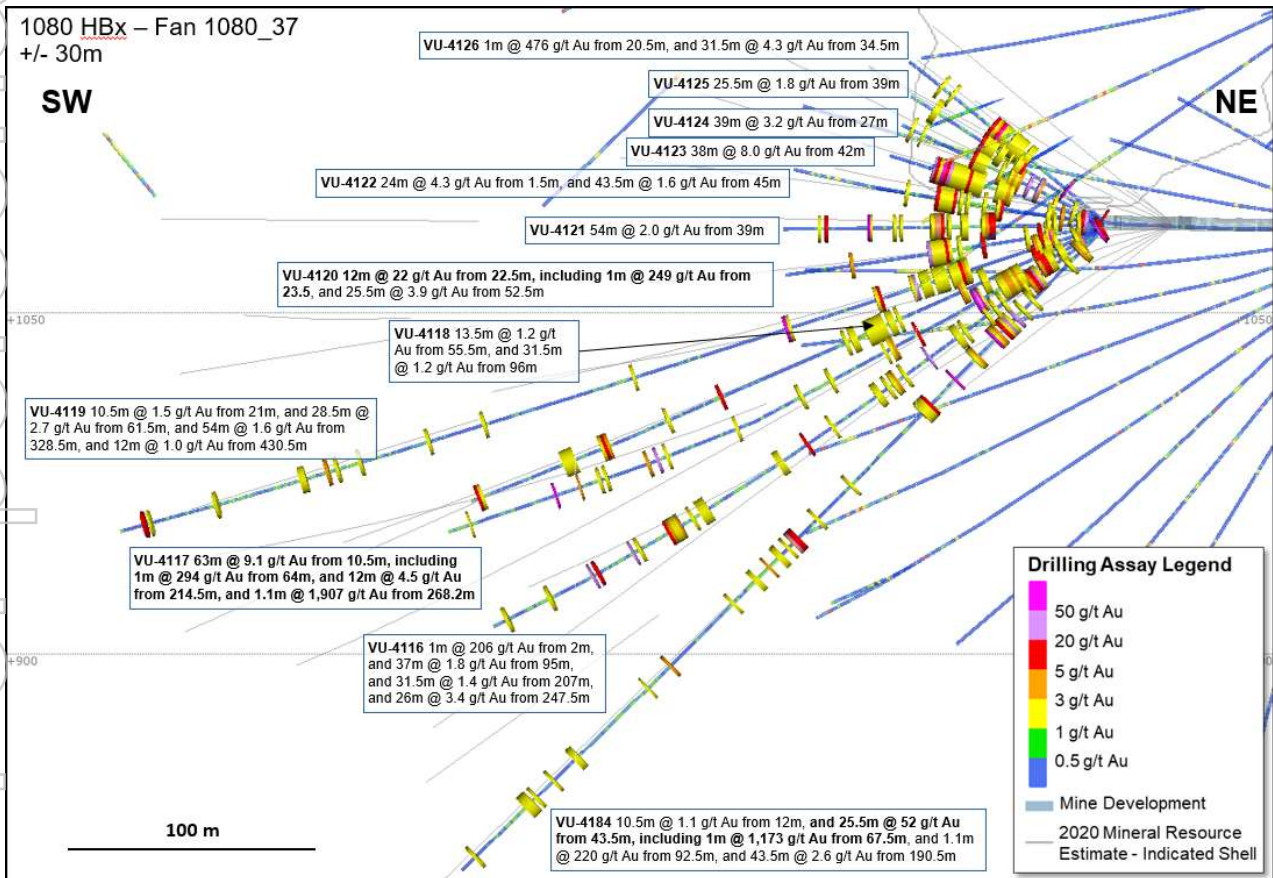 1080 HBx – Fan 1080_37
+/- 30m
SW
NE
VU-4126 1m @ 476 g/t Au from 20.5m, and 31.5m @ 4.3 g/t Au from 34.5m
VU-4125 25.5m @ 1.8 g/t Au from 39m
VU-4124 39m @ 3.2 g/t Au from 27m
VU-4123 38m @ 8.0 g/t Au from 42m
VU-4122 24m @ 4.3 g/t Au from 1.5m, and 43.5m @ 1.6 g/t Au from 45m
VU-4121 54m @ 2.0 g/t Au from 39m
VU-4120 12m @ 22 g/t Au from 22.5m, including 1m @ 249 g/t Au from
23.5, and 25.5m @ 3.9 g/t Au from 52.5m
+1050
+1050
VU-4118 13.5m @ 1.2 g/t
Au from 55.5m, and 31.5m
@ 1.2 g/t Au from 96m
VU-4119 10.5m @ 1.5 g/t Au from 21m, and 28.5m @
2.7 g/t Au from 61.5m, and 54m @ 1.6 g/t Au from
328.5m, and 12m @ 1.0 g/t Au from 430.5m
VU-4117 63m @ 9.1 g/t Au from 10.5m, including
1m @ 294 g/t Au from 64m, and 12m @ 4.5 g/t Au
from 214.5m, and 1.1m @ 1,907 g/t Au from 268.2m
VU-4116 1m @ 206 g/t Au from 2m,
and 37m @ 1.8 g/t Au from 95m,
and 31.5m @ 1.4 g/t Au from 207m,
and 26m @ 3.4 g/t Au from 247.5m
+900
VU-4184 10.5m @ 1.1 g/t Au from 12m, and 25.5m @ 52 g/t Au
from 43.5m, including 1m @ 1,173 g/t Au from 67.5m, and 1.1m
@ 220 g/t Au from 92.5m, and 43.5m @ 2.6 g/t Au from 190.5m
100 m
Drilling Assay Legend
50 g/t Au
20 g/t Au
5 g/t Au
3 g/t Au
1 g/t Au
0.5 g/t Au
Mine Development
2020 Mineral Resource
Estimate - Indicated Shell